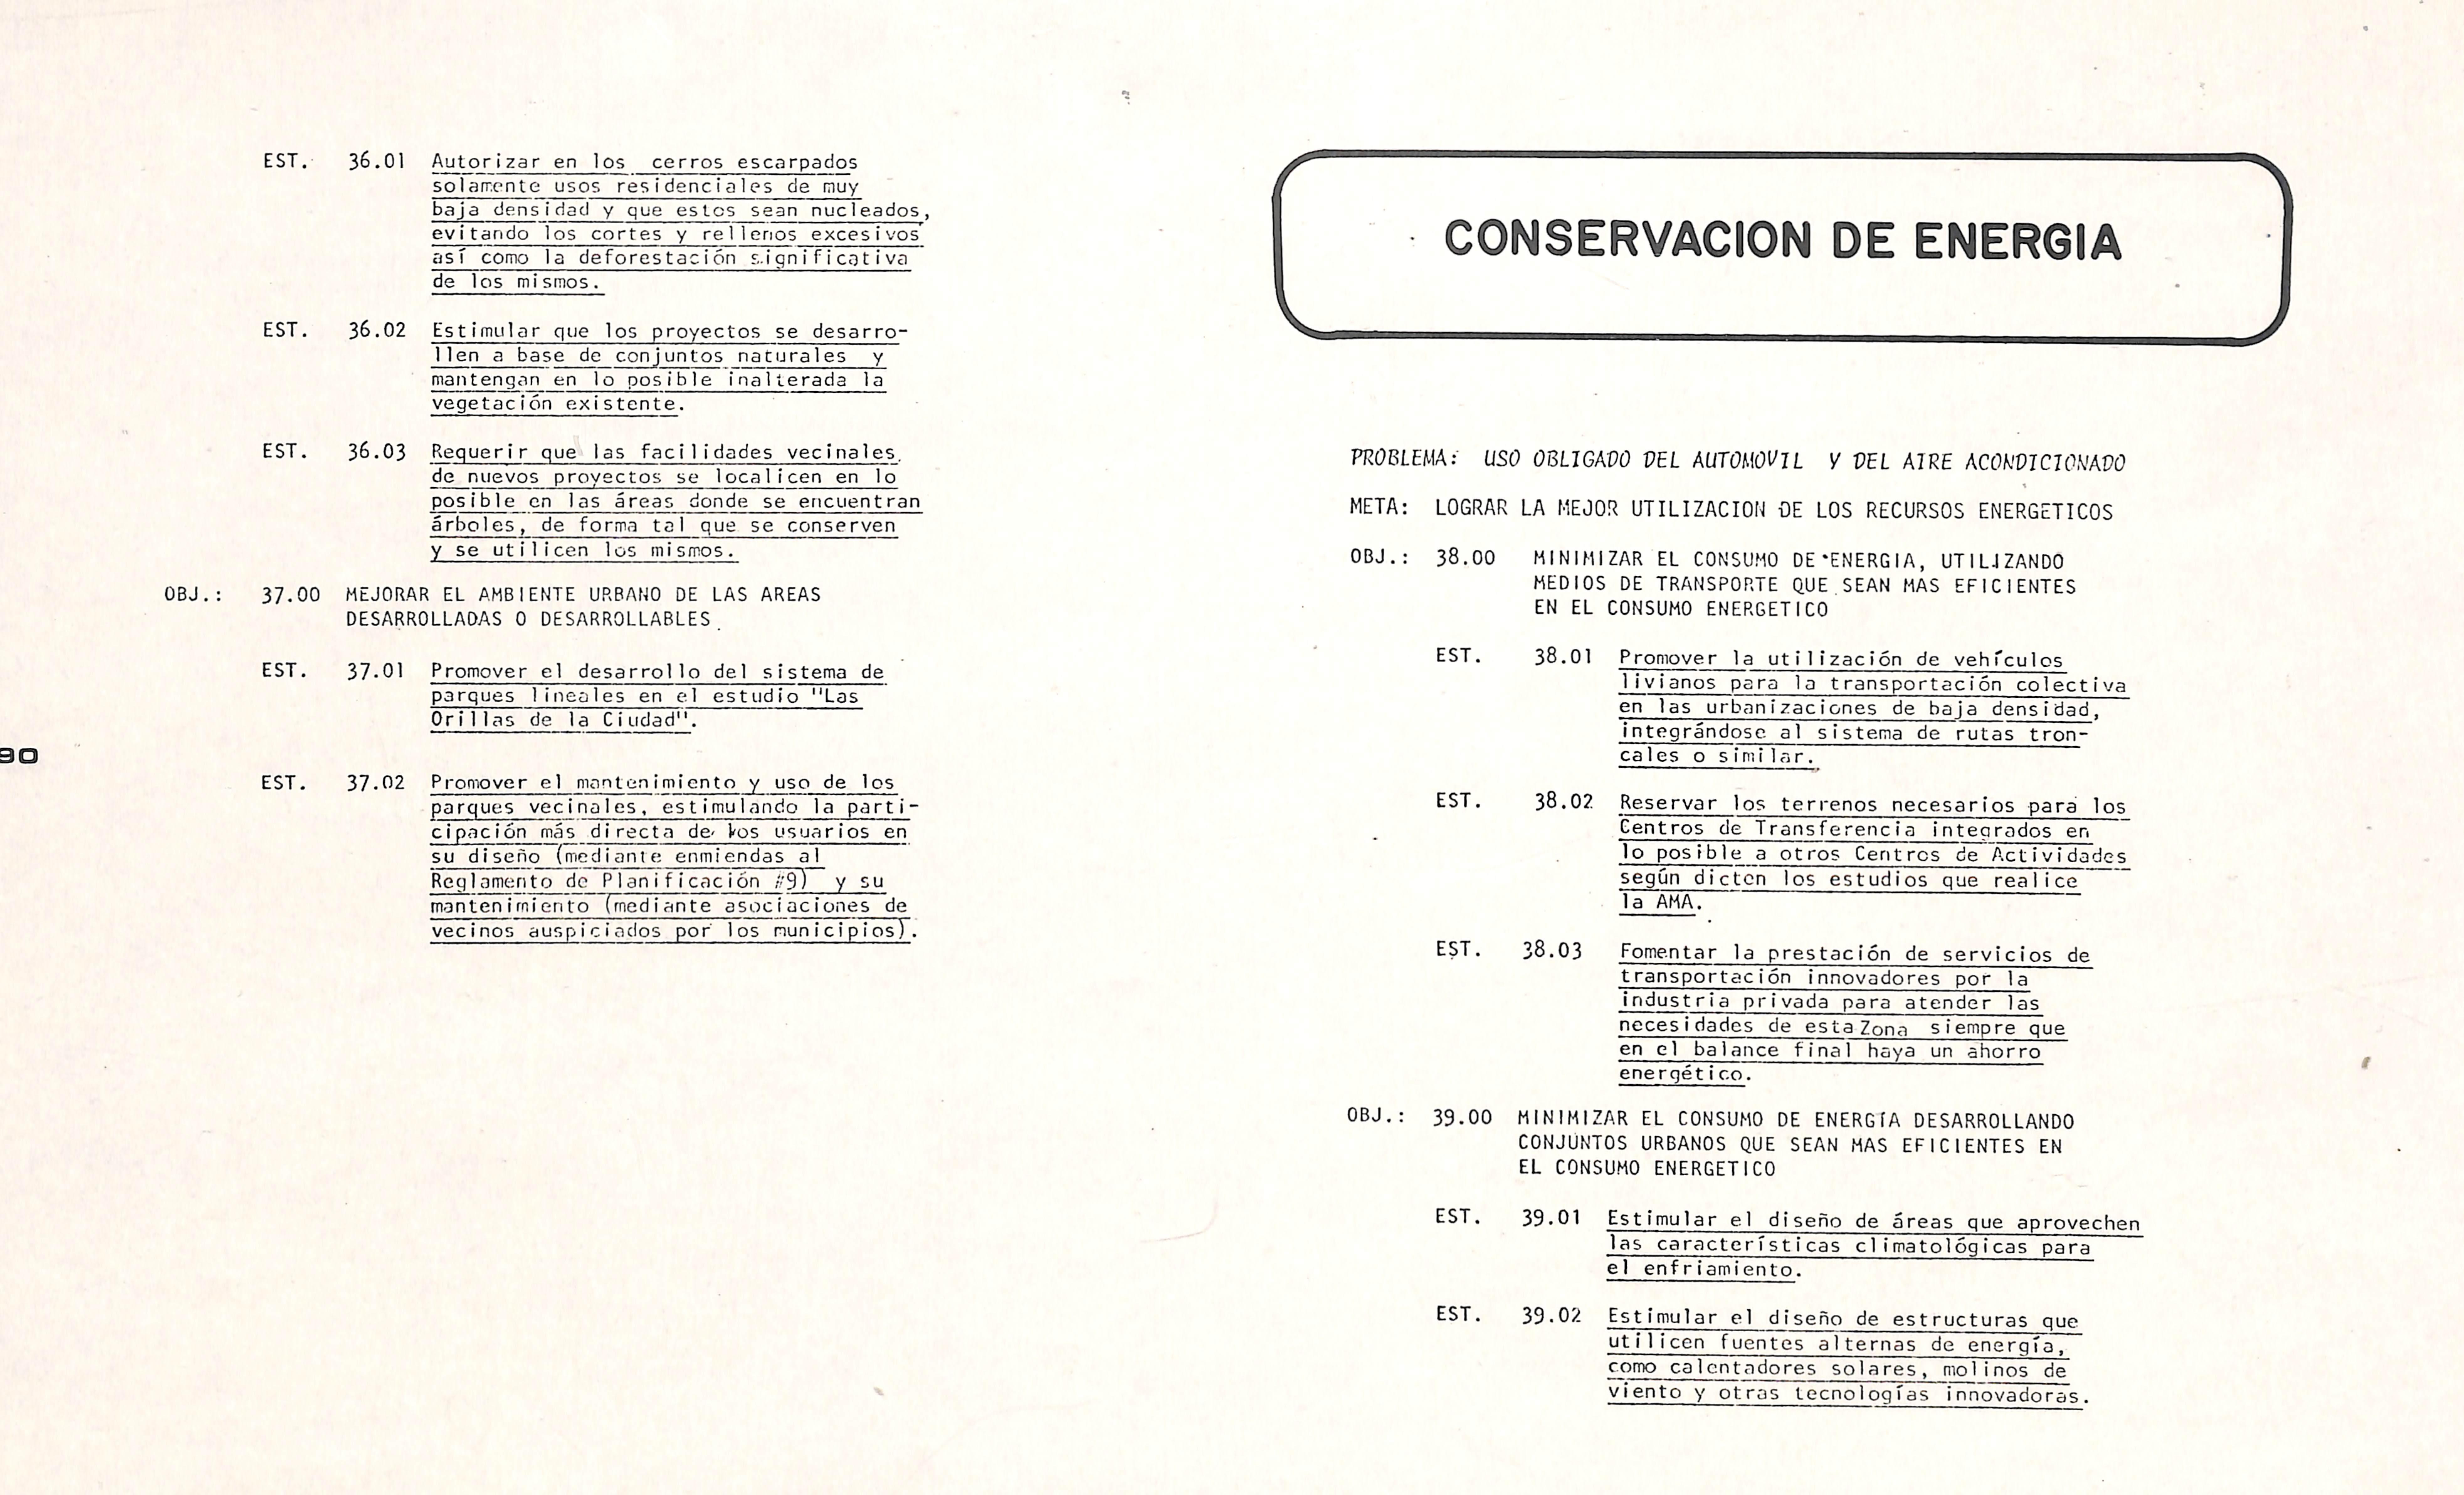 EST. 36.01 Autorizar en los cerros escarpados
solamente usos residenciales de muy
baja densidad y que estos sean nucleados,
evitando los cortes y rellenos excesivos
así como la deforestación significativa
de los mismos.
EST. 36.02 Estimular que los proyectos se desarro-
llen a base de conjuntos naturales y
mantengan en lo posible inalterada la
vegetación existente.
EST. 36.03 Requerir que las facilidades vecinales
de nuevos proyectos se localicen en lo
posible en las áreas donde se encuentran
árboles, de forma tal que se conserven
y se utilicen los mismos.
OBJ.: 37.00 MEJORAR EL AMBIENTE URBANO DE LAS AREAS
DESARROLLADAS O DESARROLLABLES
EST. 37.01 Promover el desarrollo del sistema de
parques lineales en el estudio "Las
Orillas de la Ciudad".
EST. 37.02 Promover el mantenimiento y uso de los
parques vecinales, estimulando la parti-
cipación más directa de los usuarios en
su diseño (mediante enmiendas al
Reglamento de Planificación #9) y su
mantenimiento (mediante asociaciones de
vecinos auspiciados por los municipios).
90
CONSERVACION DE ENERGIA
PROBLEMA: USO OBLIGADO DEL AUTOMOVIL Y DEL AIRE ACONDICIONADO
META: LOGRAR LA MEJOR UTILIZACION DE LOS RECURSOS ENERGETICOS
OBJ.: 38.00 MINIMIZAR EL CONSUMO DE ENERGIA, UTILIZANDO
MEDIOS DE TRANSPORTE QUE SEAN MAS EFICIENTES
EN EL CONSUMO ENERGETICO
EST. 38.01 Promover la utilización de vehículos
livianos para la transportación colectiva
en las urbanizaciones de baja densidad,
integrándose al sistema de rutas tron-
cales o similar.
EST. 38.02 Reservar los terrenos necesarios para los
Centros de Transferencia integrados en
lo posible a otros Centros de Actividades
según dicten los estudios que realice
la AMA.
EST. 38.03 Fomentar la prestación de servicios de
transportación innovadores por la
industria privada para atender las
necesidades de esta Zona siempre que
en el balance final haya un ahorro
energético.
OBJ.: 39.00 MINIMIZAR EL CONSUMO DE ENERGIA DESARROLLANDO
CONJUNTOS URBANOS QUE SEAN MAS EFICIENTES EN
EL CONSUMO ENERGETICO
EST. 39.01 Estimular el diseño de áreas que aprovechen
las características climatológicas para
el enfriamiento.
EST. 39.02 Estimular el diseño de estructuras que
utilicen fuentes alternas de energía,
como calentadores solares, molinos de
viento y otras tecnologías innovadoras.